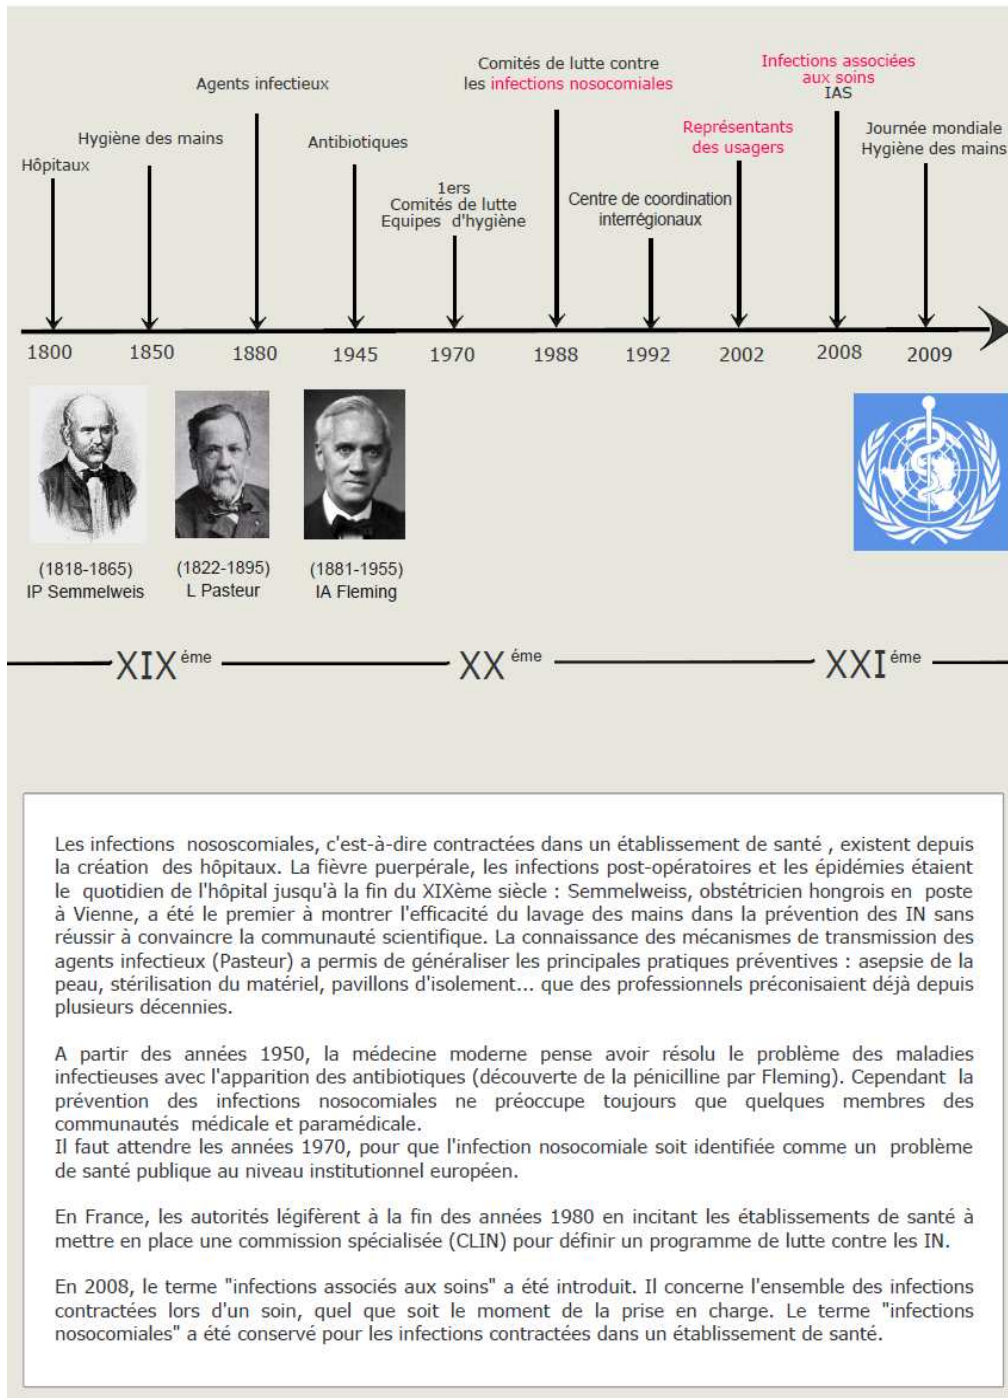 Hôpitaux
Hygiène des mains
Agents infectieux
Antibiotiques
1ers
Comités de lutte
Equipes d'hygiène
Comités de lutte contre
les infections nosocomiales
Centre de coordination
interrégionaux
Représentants
des usagers
Infections associées
aux soins
IAS
Journée mondiale
Hygiène des mains
1800 1850 1880 1945 1970 1988 1992 2002 2008 2009
(1818-1865)
IP Semmelweis
(1822-1895)
L Pasteur
(1881-1955)
IA Fleming
XIX éme XX éme XXI éme
Les infections nososcomiales, c'est-à-dire contractées dans un établissement de santé , existent depuis
la création des hôpitaux. La fièvre puerpérale, les infections post-opératoires et les épidémies étaient
le quotidien de l'hôpital jusqu'à la fin du XIXème siècle : Semmelweiss, obstétricien hongrois en poste
à Vienne, a été le premier à montrer l'efficacité du lavage des mains dans la prévention des IN sans
réussir à convaincre la communauté scientifique. La connaissance des mécanismes de transmission des
agents infectieux (Pasteur) a permis de généraliser les principales pratiques préventives : asepsie de la
peau, stérilisation du matériel, pavillons d'isolement... que des professionnels préconisaient déjà depuis
plusieurs décennies.
A partir des années 1950, la médecine moderne pense avoir résolu le problème des maladies
infectieuses avec l'apparition des antibiotiques (découverte de la pénicilline par Fleming). Cependant la
prévention des infections nosocomiales ne préoccupe toujours que quelques membres des
communautés médicale et paramédicale.
Il faut attendre les années 1970, pour que l'infection nosocomiale soit identifiée comme un problème
de santé publique au niveau institutionnel européen.
En France, les autorités légifèrent à la fin des années 1980 en incitant les établissements de santé à
mettre en place une commission spécialisée (CLIN) pour définir un programme de lutte contre les IN.
En 2008, le terme "infections associés aux soins" a été introduit. Il concerne l'ensemble des infections
contractées lors d'un soin, quel que soit le moment de la prise en charge. Le terme "infections
nosocomiales" a été conservé pour les infections contractées dans un établissement de santé.